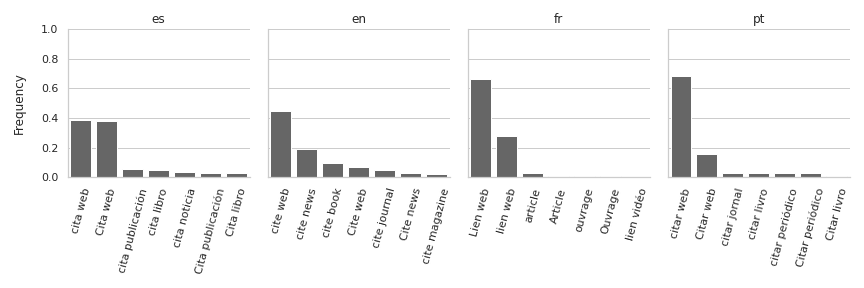 es
en
fr
pt
Frequency
1.0
0.8
0.6
0.4
0.2
0.0
cita web
Cita web
cita publicación
cita libro
cita noticia
Cita publicación
Cita libro
cite web
cite news
cite book
Cite web
cite journal
Cite news
cite magazine
Lien web
lien web
article
Article
ouvrage
Ouvrage
lien vidéo
citar web
Citar web
citar jornal
citar livro
citar periódico
Citar periódico
Citar livro